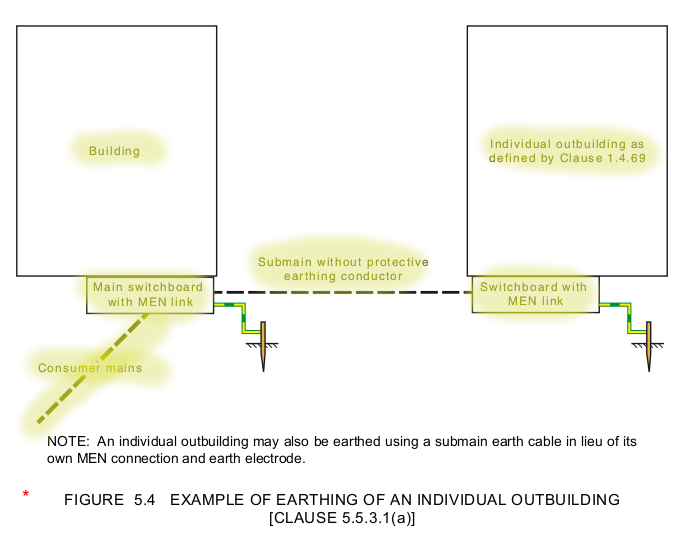 Building
Individual outbuilding as
defined by Clause 1.4.69
Submain without protective
earthing conductor
Main switchboard
with MEN link
Switchboard with
MEN link
Consumer mains
NOTE: An individual outbuilding may also be earthed using a submain earth cable in lieu of its
own MEN connection and earth electrode.
* FIGURE 5.4 EXAMPLE OF EARTHING OF AN INDIVIDUAL OUTBUILDING
[CLAUSE 5.5.3.1(a)]